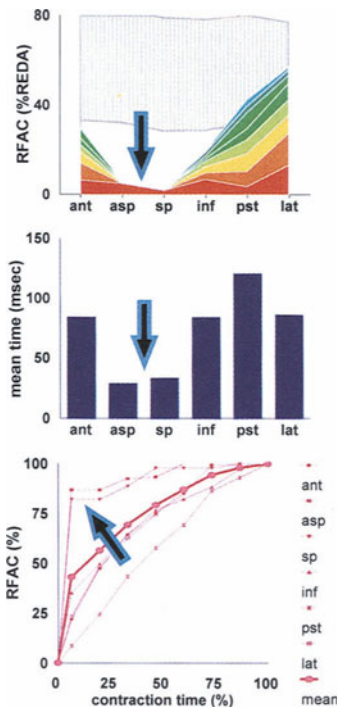 80
40
0
RFAC (%REDA)
ant asp sp inf pst lat
150
100
50
0
mean time (msec)
ant asp sp inf pst lat
100
75
50
25
0
RFAC (%)
0 25 50 75 100
contraction time (%)
ant
asp
sp
inf
pst
lat
mean